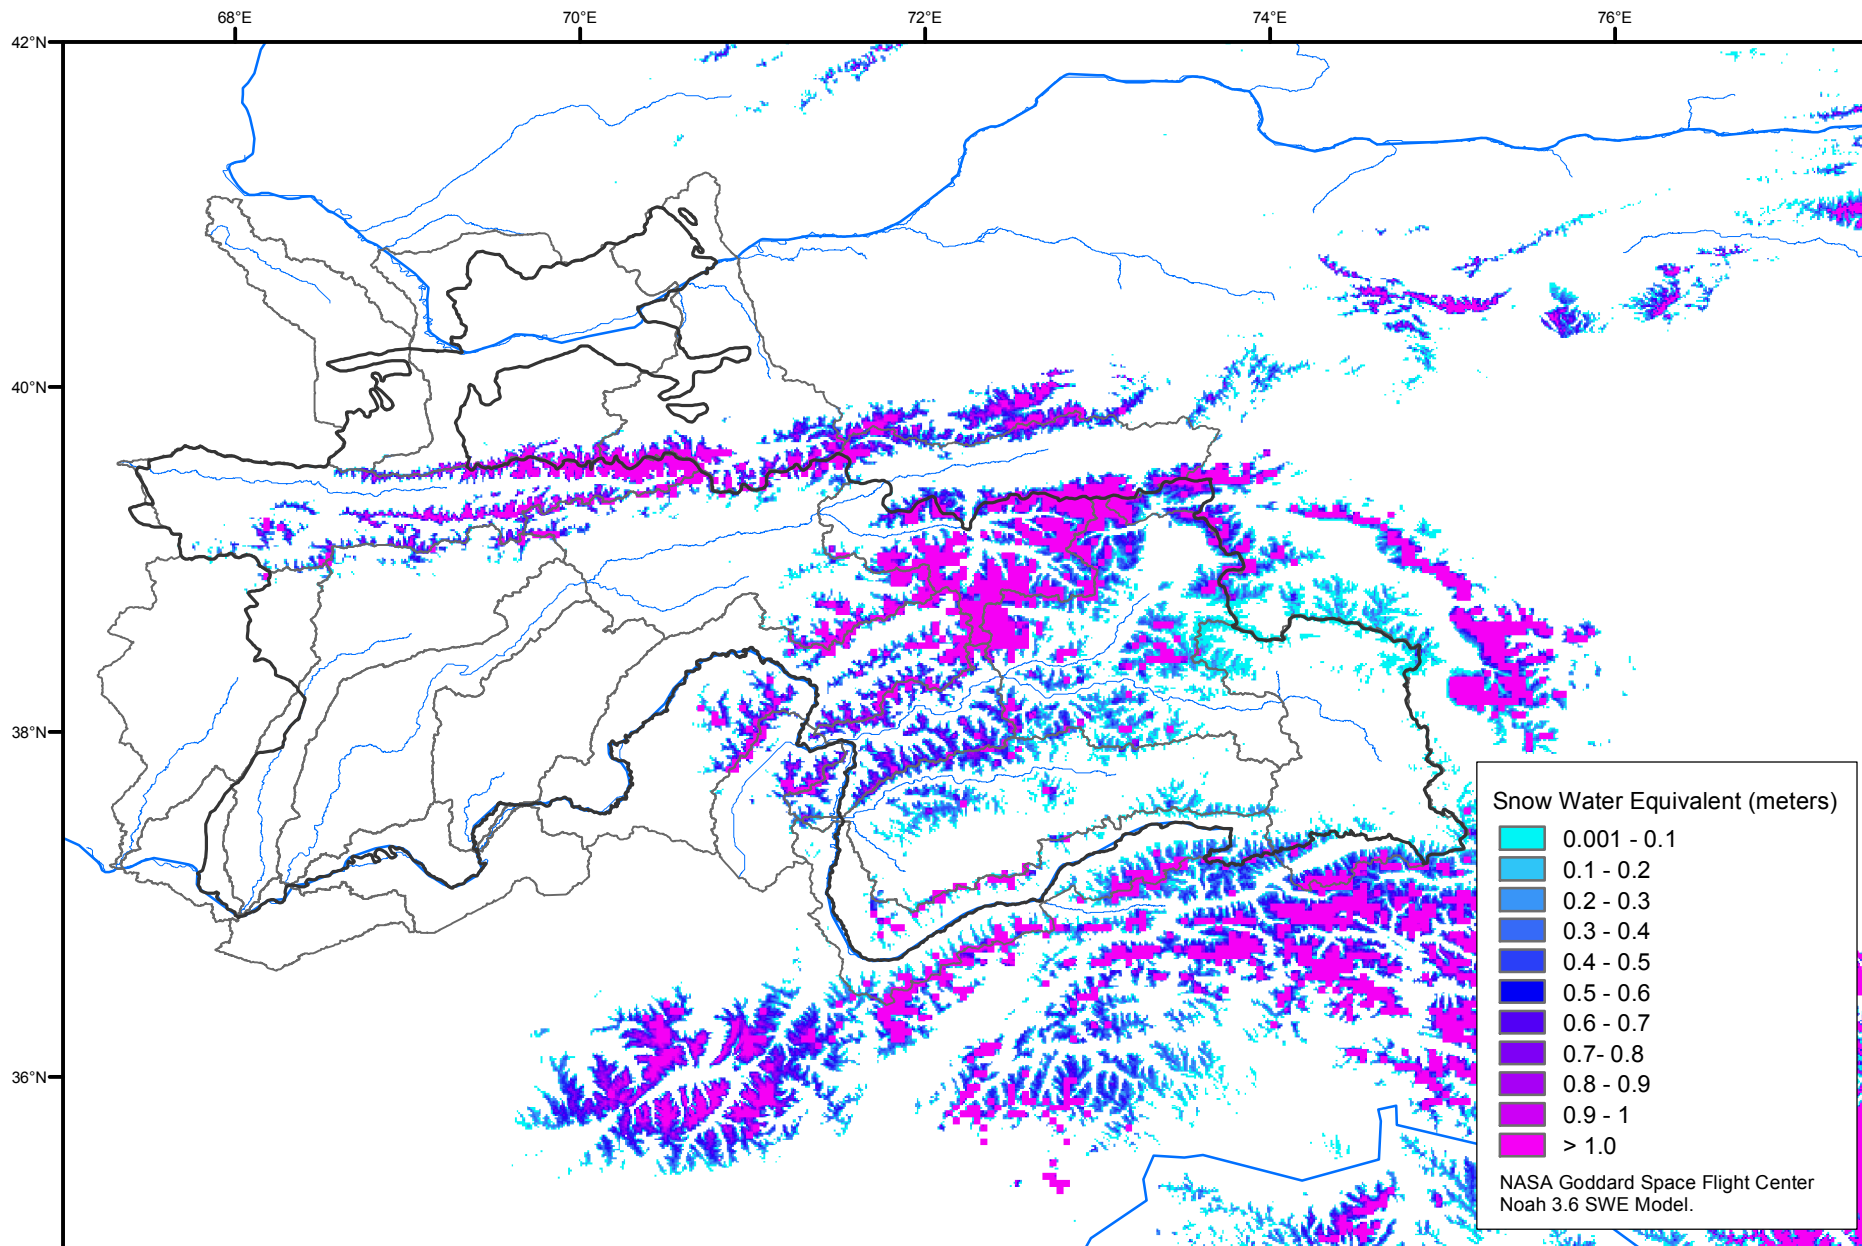 68°E
70°E
72°E
74°E
76°E
42°N
40°N
38°N
36°N
Snow Water Equivalent (meters)
0.001 - 0.1
0.1 - 0.2
0.2 - 0.3
0.3 - 0.4
0.4 - 0.5
0.5 - 0.6
0.6 - 0.7
0.7- 0.8
0.8 - 0.9
0.9 - 1
> 1.0
NASA Goddard Space Flight Center
Noah 3.6 SWE Model.